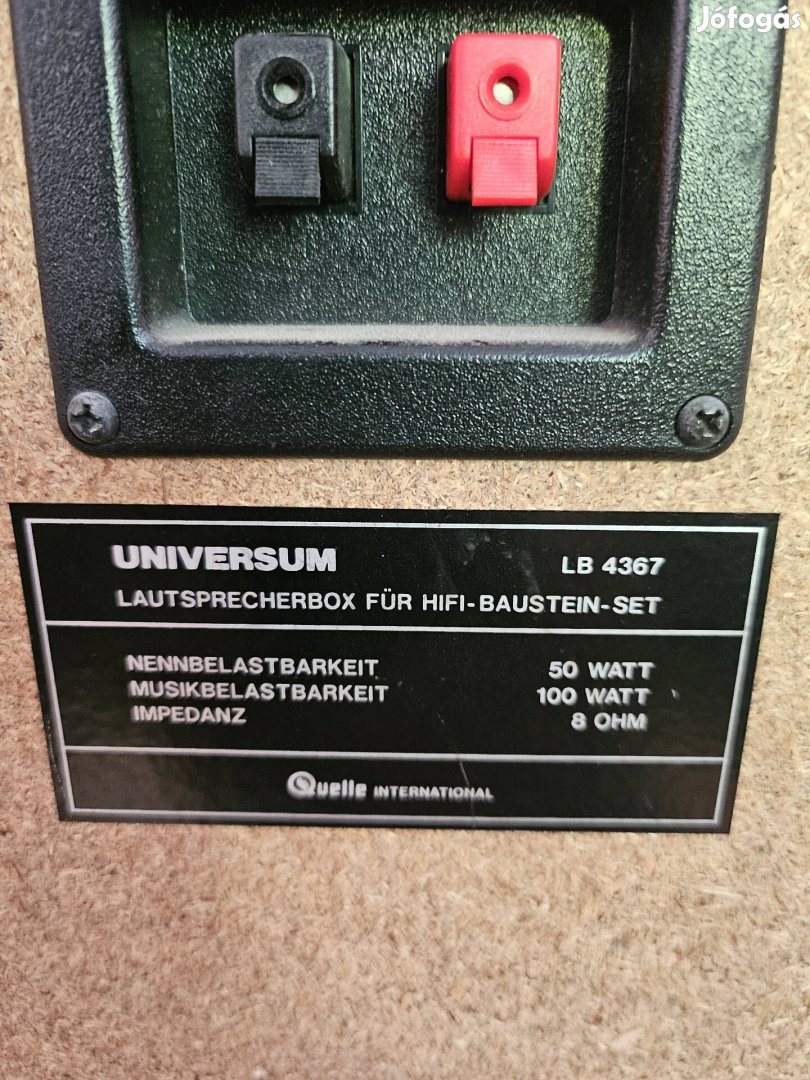 Jófogás
UNIVERSUM LB 4367
LAUTSPRECHERBOX FÜR HIFI-BAUSTEIN-SET
NENNBELASTBARKEIT 50 WATT
MUSIKBELASTBARKEIT 100 WATT
IMPEDANZ 8 OHM
Quelle INTERNATIONAL